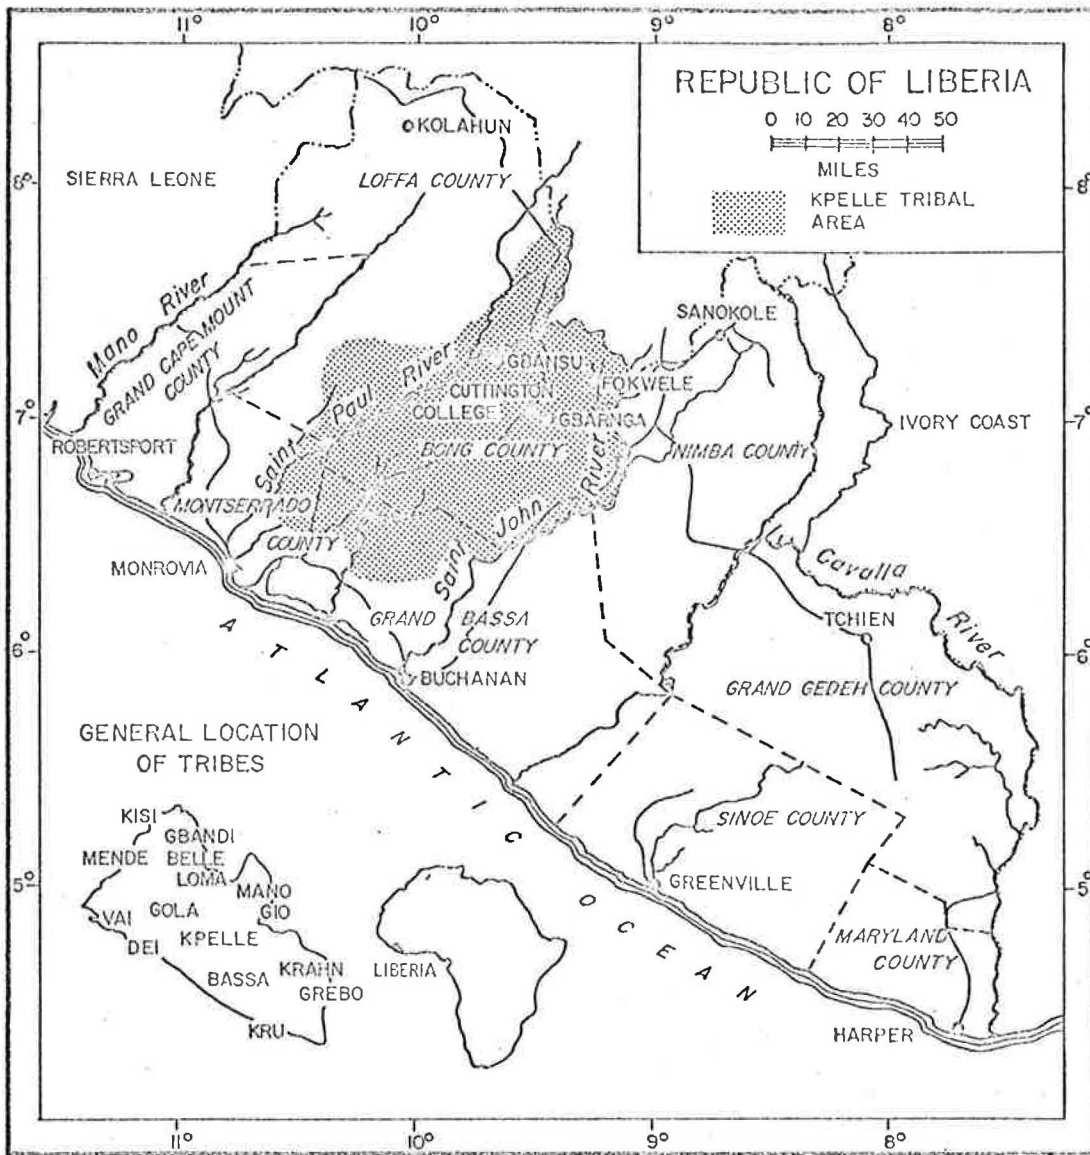 11°
10°
9°
8°
REPUBLIC OF LIBERIA
0 10 20 30 40 50
MILES
KPELLE TRIBAL
AREA
KOLAHUN
8°
SIERRA LEONE
LOFFA COUNTY
8°
Mano River
GRAND CAPE MOUNT
COUNTY
SANOKOLE
GBANSU
FOKWELE
CUTTINGTON
COLLEGE
GBARNGA
Saint Paul River
7°
IVORY COAST
7°
ROBERTSPORT
BONG COUNTY
NIMBA COUNTY
MONTSERRADO
COUNTY
Saint John River
MONROVIA
Cavalla River
GRAND BASSA
COUNTY
TCHIEN
6°
6°
BUCHANAN
GRAND GEDEH COUNTY
ATLANTIC OCEAN
GENERAL LOCATION
OF TRIBES
SINOE COUNTY
KISI
GBANDI
MENDE
BELLE
LOMA
MANO
GIO
5°
GREENVILLE
5°
VAI
GOLA
DEI
KPELLE
MARYLAND
COUNTY
BASSA
KRAHN
GREBO
LIBERIA
KRU
HARPER
11°
10°
9°
8°